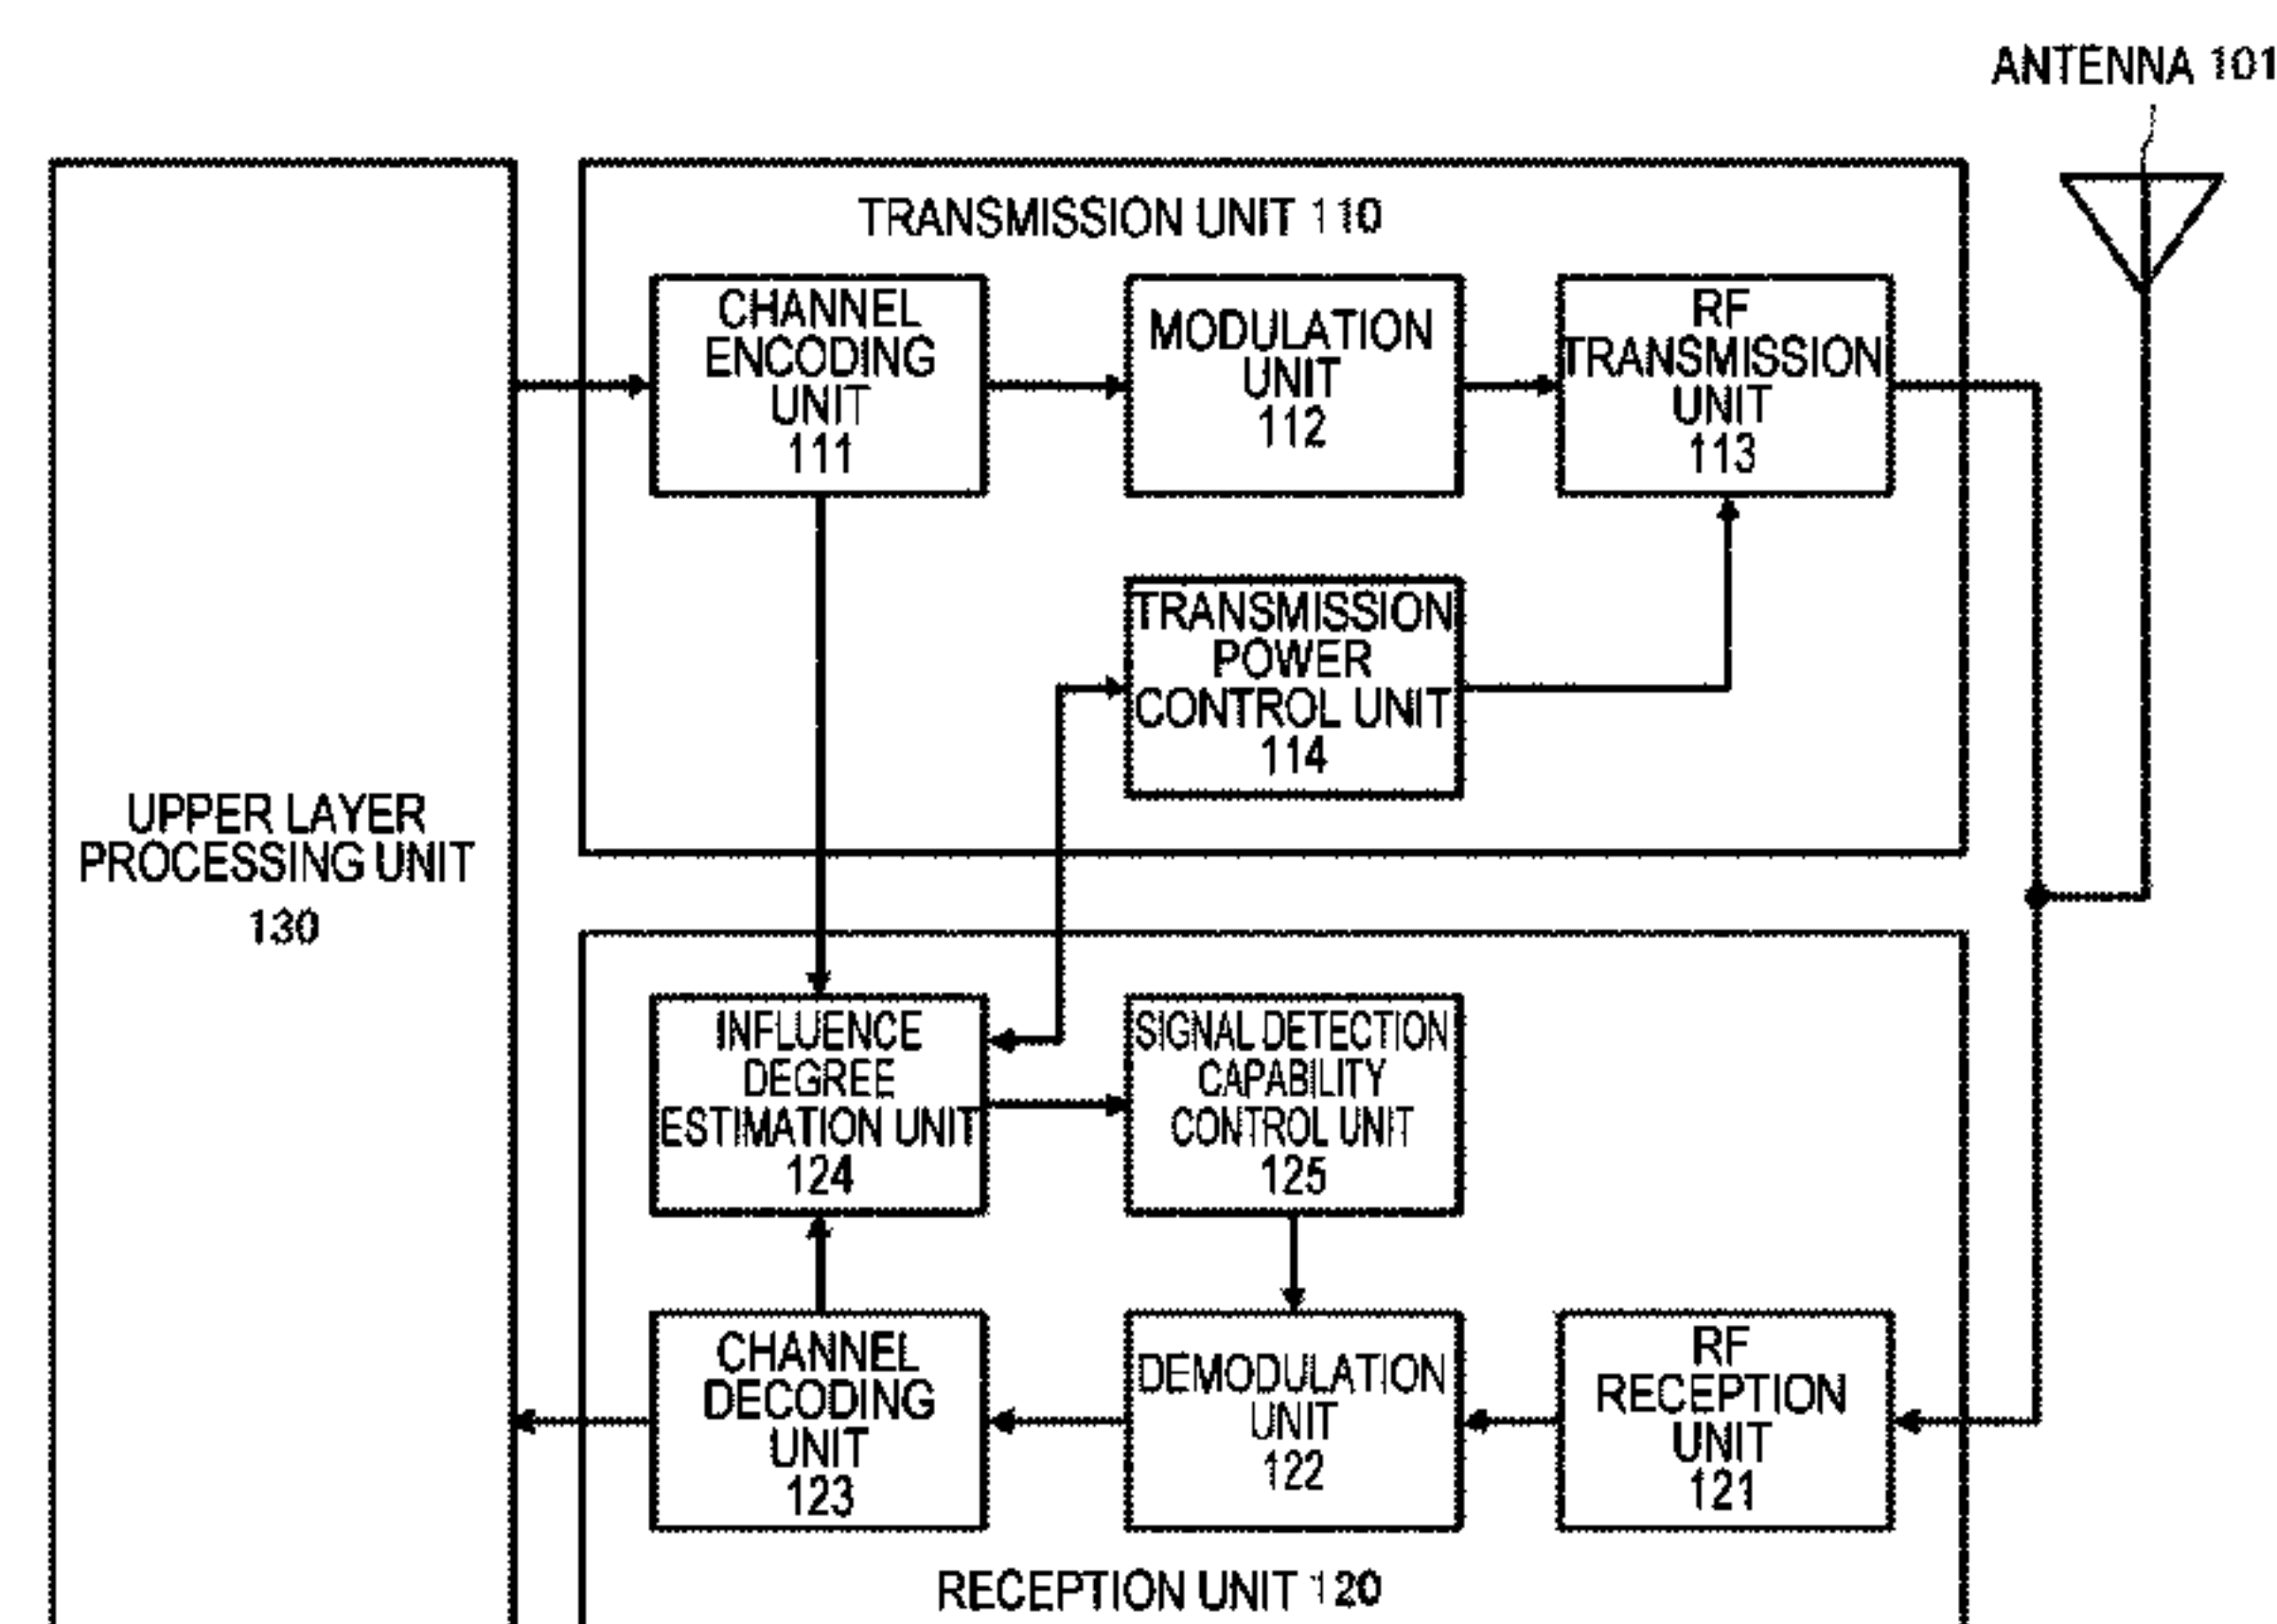 ANTENNA 101
TRANSMISSION UNIT 110
CHANNEL
ENCODING
UNIT
111
MODULATION
UNIT
112
RF
TRANSMISSION
UNIT
113
TRANSMISSION
POWER
CONTROL UNIT
114
UPPER LAYER
PROCESSING UNIT
130
INFLUENCE
DEGREE
ESTIMATION UNIT
124
SIGNAL DETECTION
CAPABILITY
CONTROL UNIT
125
CHANNEL
DECODING
UNIT
123
DEMODULATION
UNIT
122
RF
RECEPTION
UNIT
121
RECEPTION UNIT 120